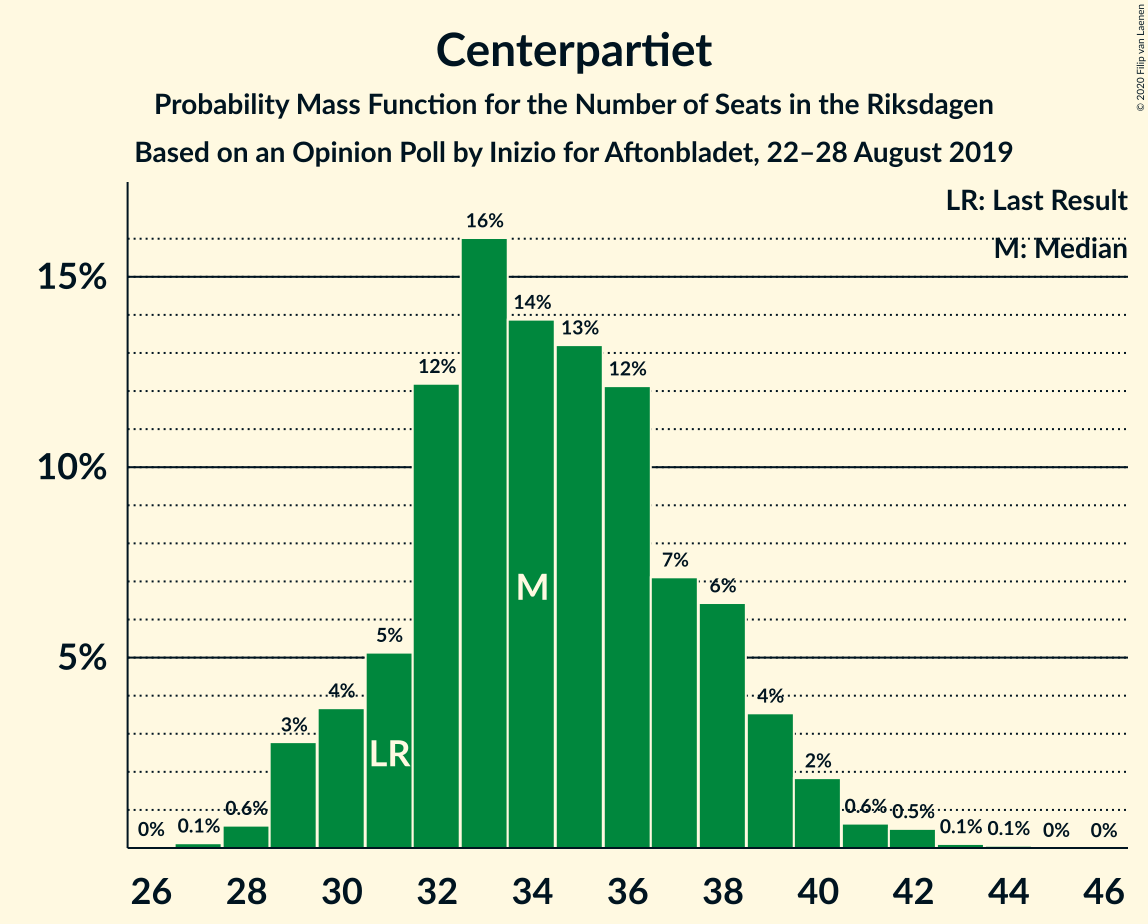 Centerpartiet
Probability Mass Function for the Number of Seats in the Riksdagen
Based on an Opinion Poll by Inizio for Aftonbladet, 22–28 August 2019
© 2020 Filip van Laenen
LR: Last Result
M: Median
15%
10%
5%
0%
0.1%
0.6%
3%
4%
5%
12%
16%
14%
13%
12%
7%
6%
4%
2%
0.6%
0.5%
0.1%
0.1%
0%
0%
LR
M
26 28 30 32 34 36 38 40 42 44 46